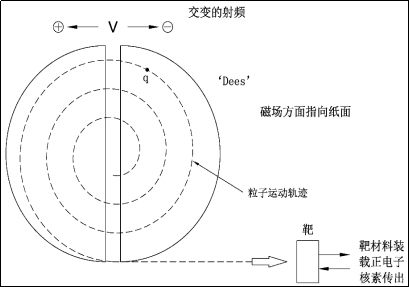 交变的射频
⊕ V ⊖
q
‘Dees’
磁场方面指向纸面
粒子运动轨迹
靶
靶材料装
载正电子
核素传出